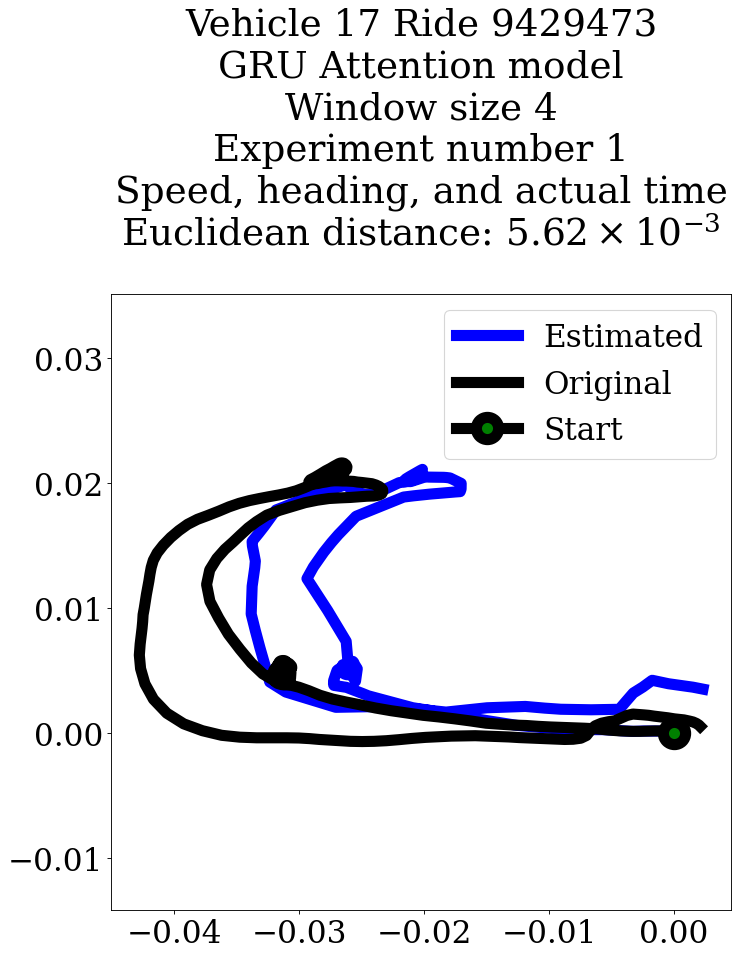 Vehicle 17 Ride 9429473
GRU Attention model
Window size 4
Experiment number 1
Speed, heading, and actual time
Euclidean distance: 5.62 × 10⁻³
Estimated
Original
Start
0.03
0.02
0.01
0.00
−0.01
−0.04 −0.03 −0.02 −0.01 0.00